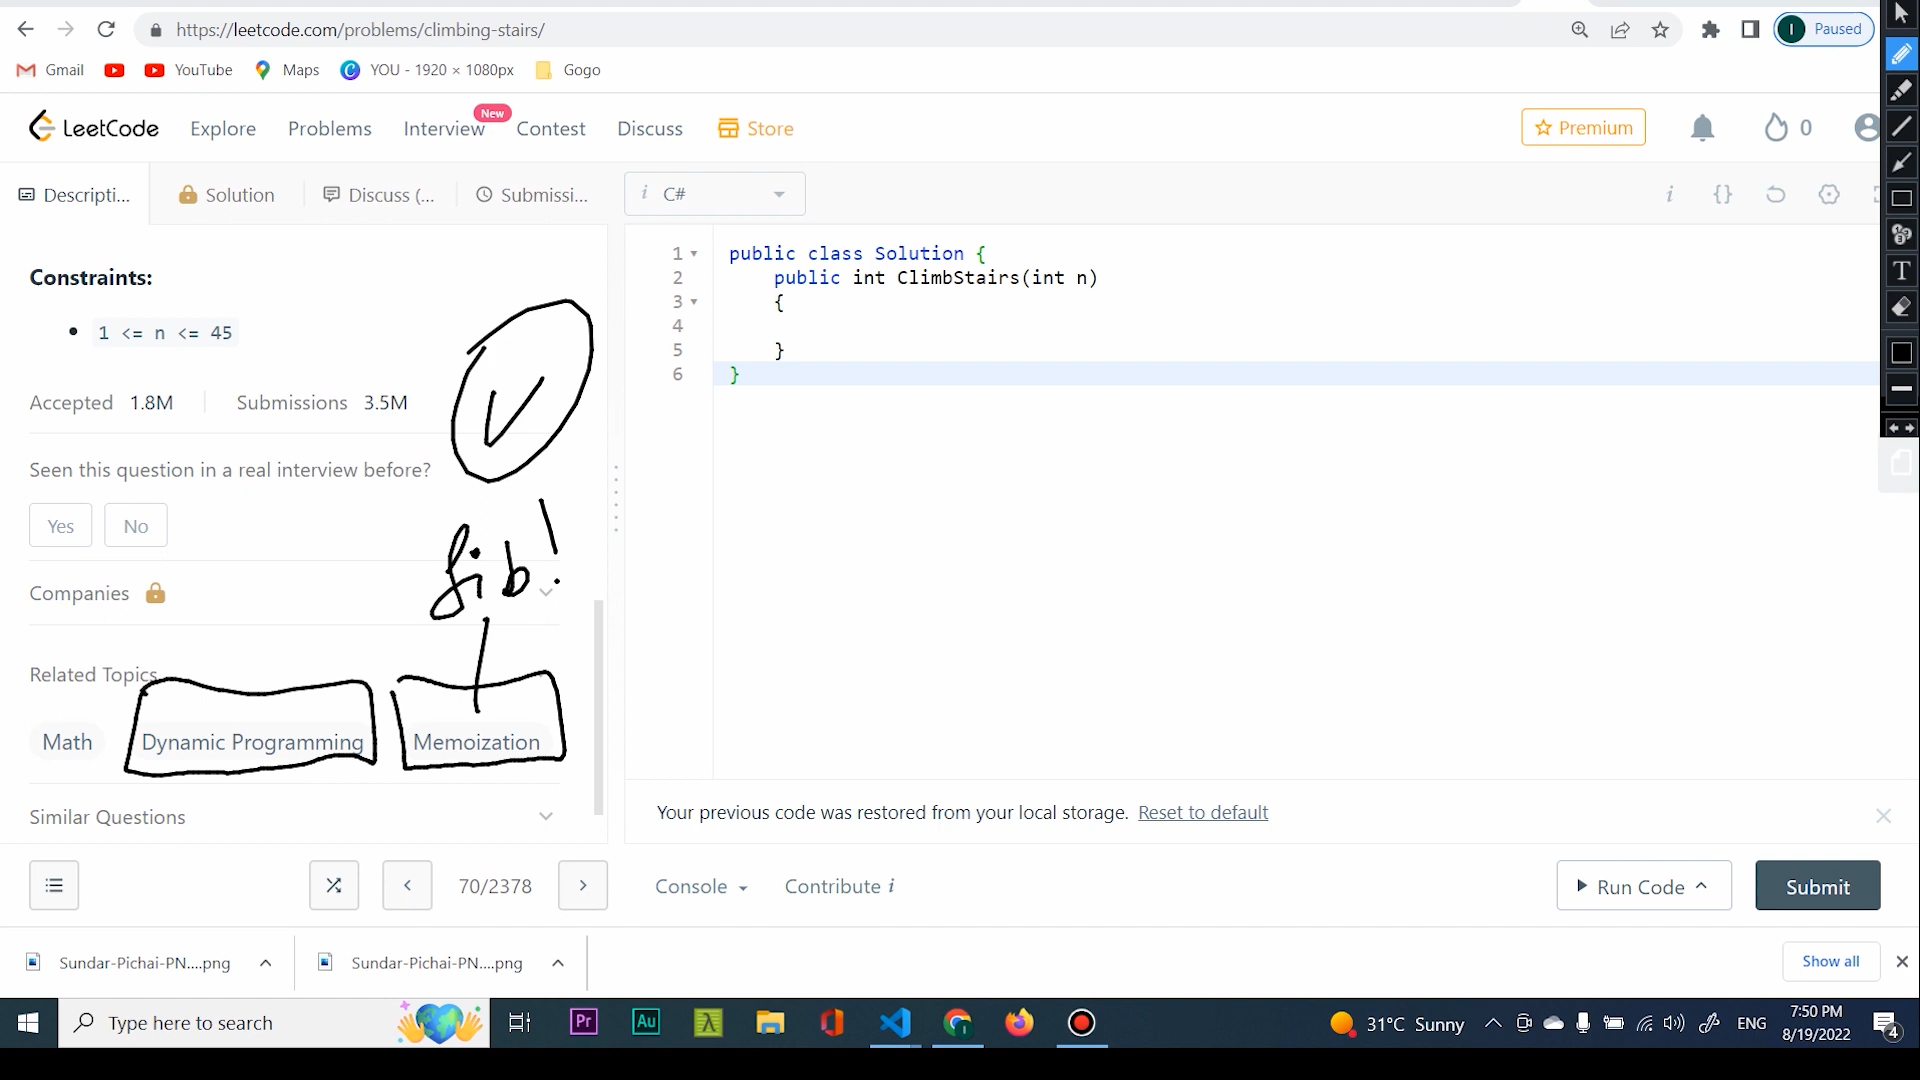 https://leetcode.com/problems/climbing-stairs/
Paused
Gmail
YouTube
Maps
YOU - 1920 × 1080px
Gogo
LeetCode
Explore
Problems
Interview
New
Contest
Discuss
Store
Premium
0
Descripti...
Solution
Discuss (...
Submissi...
i C#
i {}
Constraints:
1 <= n <= 45
Accepted 1.8M
Submissions 3.5M
Seen this question in a real interview before?
Yes
No
Companies
fib!
Related Topics
Math
Dynamic Programming
Memoization
Similar Questions
70/2378
1 public class Solution {
2 public int ClimbStairs(int n)
3 {
4
5 }
6 }
Your previous code was restored from your local storage. Reset to default
Console
Contribute i
Run Code
Submit
Sundar-Pichai-PN....png
Sundar-Pichai-PN....png
Show all
Type here to search
Pr
Au
31°C Sunny
ENG
7:50 PM
8/19/2022
4